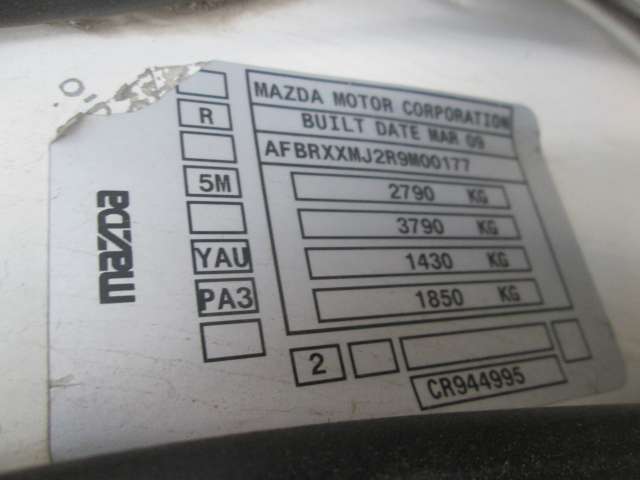 MAZDA MOTOR CORPORATION
BUILT DATE MAR 09
AFBRXXMJ2R9M00177
2790 KG
3790 KG
1430 KG
1850 KG
R
5M
YAU
PA3
mazda
2
CR944995